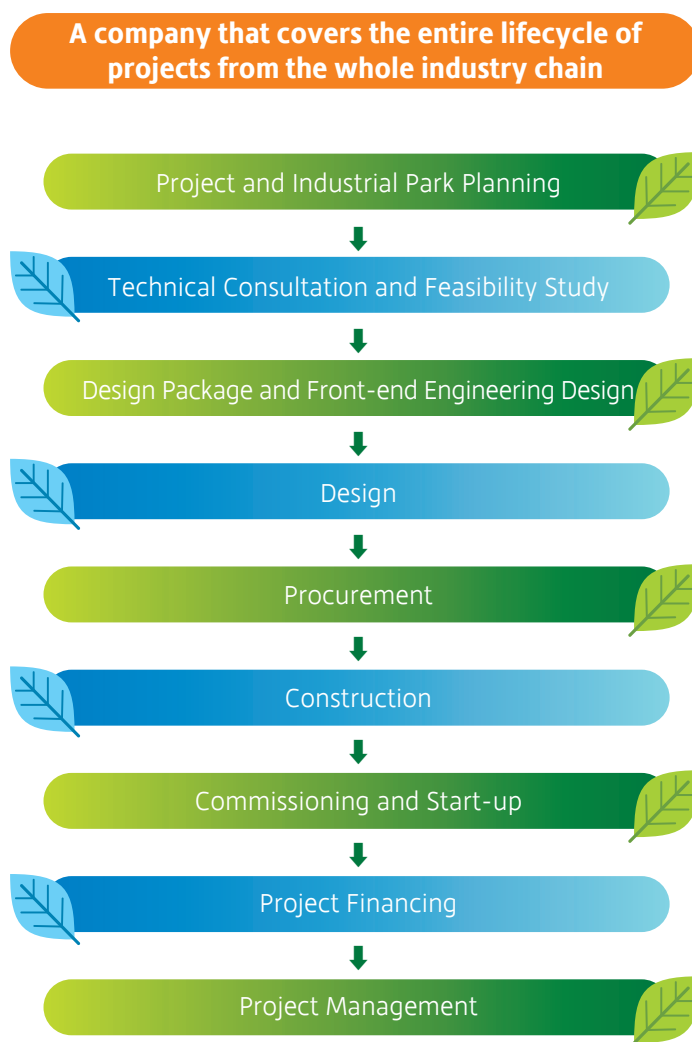 A company that covers the entire lifecycle of
projects from the whole industry chain
Project and Industrial Park Planning
Technical Consultation and Feasibility Study
Design Package and Front-end Engineering Design
Design
Procurement
Construction
Commissioning and Start-up
Project Financing
Project Management